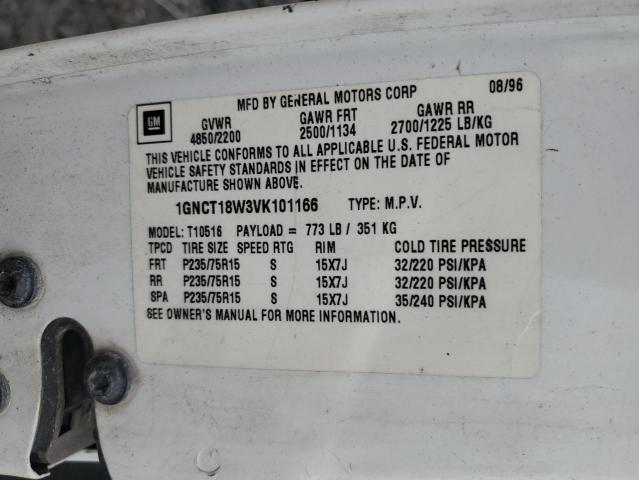 MFD BY GENERAL MOTORS CORP 08/96
GM
GVWR GAWR FRT GAWR RR
4850/2200 2500/1134 2700/1225 LB/KG
THIS VEHICLE CONFORMS TO ALL APPLICABLE U.S. FEDERAL MOTOR
VEHICLE SAFETY STANDARDS IN EFFECT ON THE DATE OF
MANUFACTURE SHOWN ABOVE.
1GNCT18W3VK101166 TYPE: M.P.V.
MODEL: T10516 PAYLOAD = 773 LB / 351 KG
TPCD TIRE SIZE SPEED RTG RIM COLD TIRE PRESSURE
FRT P235/75R15 S 15X7J 32/220 PSI/KPA
RR P235/75R15 S 15X7J 32/220 PSI/KPA
SPA P235/75R15 S 15X7J 35/240 PSI/KPA
SEE OWNER'S MANUAL FOR MORE INFORMATION.